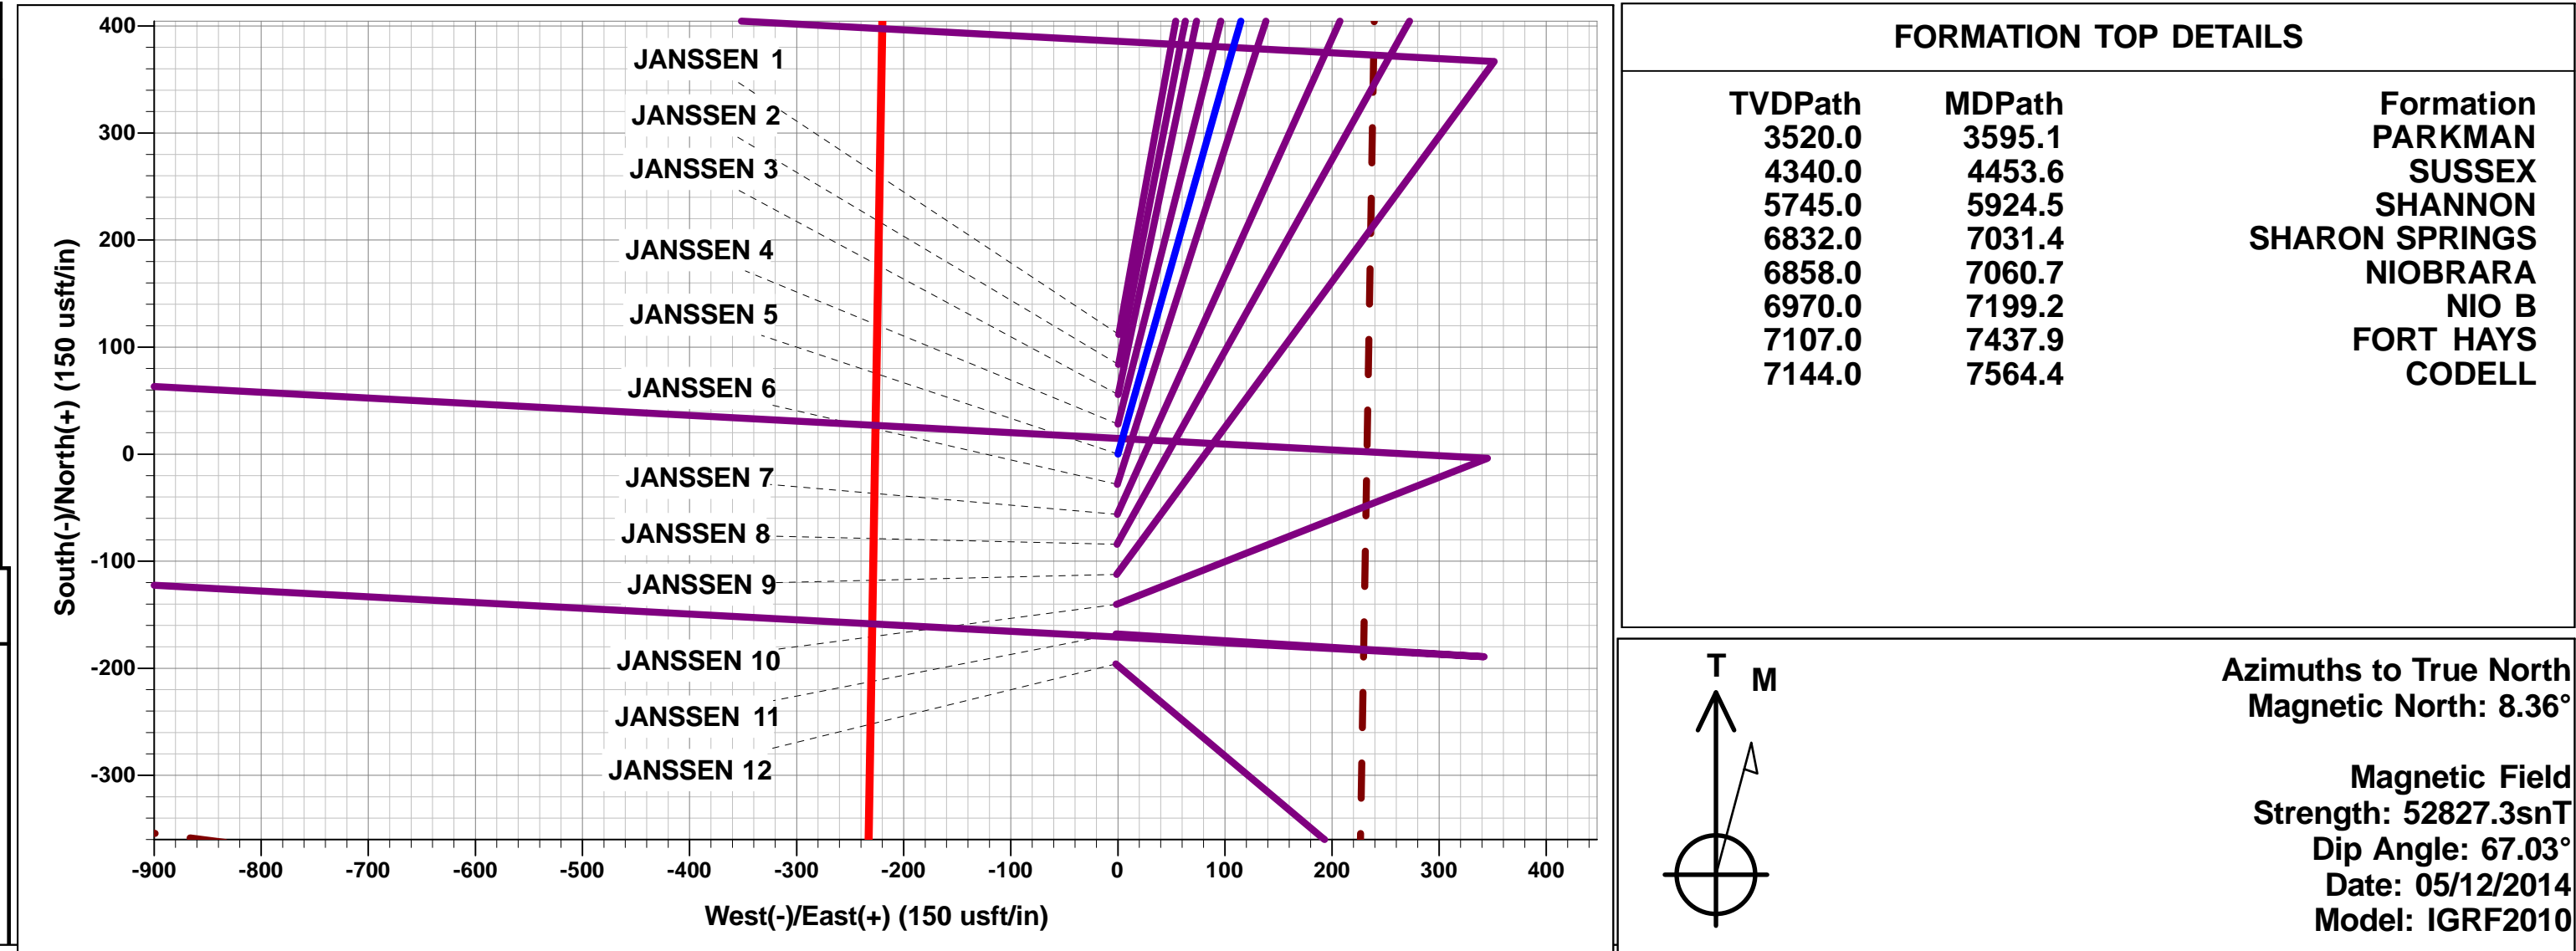 400
300
200
100
0
-100
-200
-300
South(-)/North(+) (150 usft/in)
JANSSEN 1
JANSSEN 2
JANSSEN 3
JANSSEN 4
JANSSEN 5
JANSSEN 6
JANSSEN 7
JANSSEN 8
JANSSEN 9
JANSSEN 10
JANSSEN 11
JANSSEN 12
-900 -800 -700 -600 -500 -400 -300 -200 -100 0 100 200 300 400
West(-)/East(+) (150 usft/in)
FORMATION TOP DETAILS
TVDPath MDPath Formation
3520.0 3595.1 PARKMAN
4340.0 4453.6 SUSSEX
5745.0 5924.5 SHANNON
6832.0 7031.4 SHARON SPRINGS
6858.0 7060.7 NIOBRARA
6970.0 7199.2 NIO B
7107.0 7437.9 FORT HAYS
7144.0 7564.4 CODELL
T M
Azimuths to True North
Magnetic North: 8.36°
Magnetic Field
Strength: 52827.3snT
Dip Angle: 67.03°
Date: 05/12/2014
Model: IGRF2010